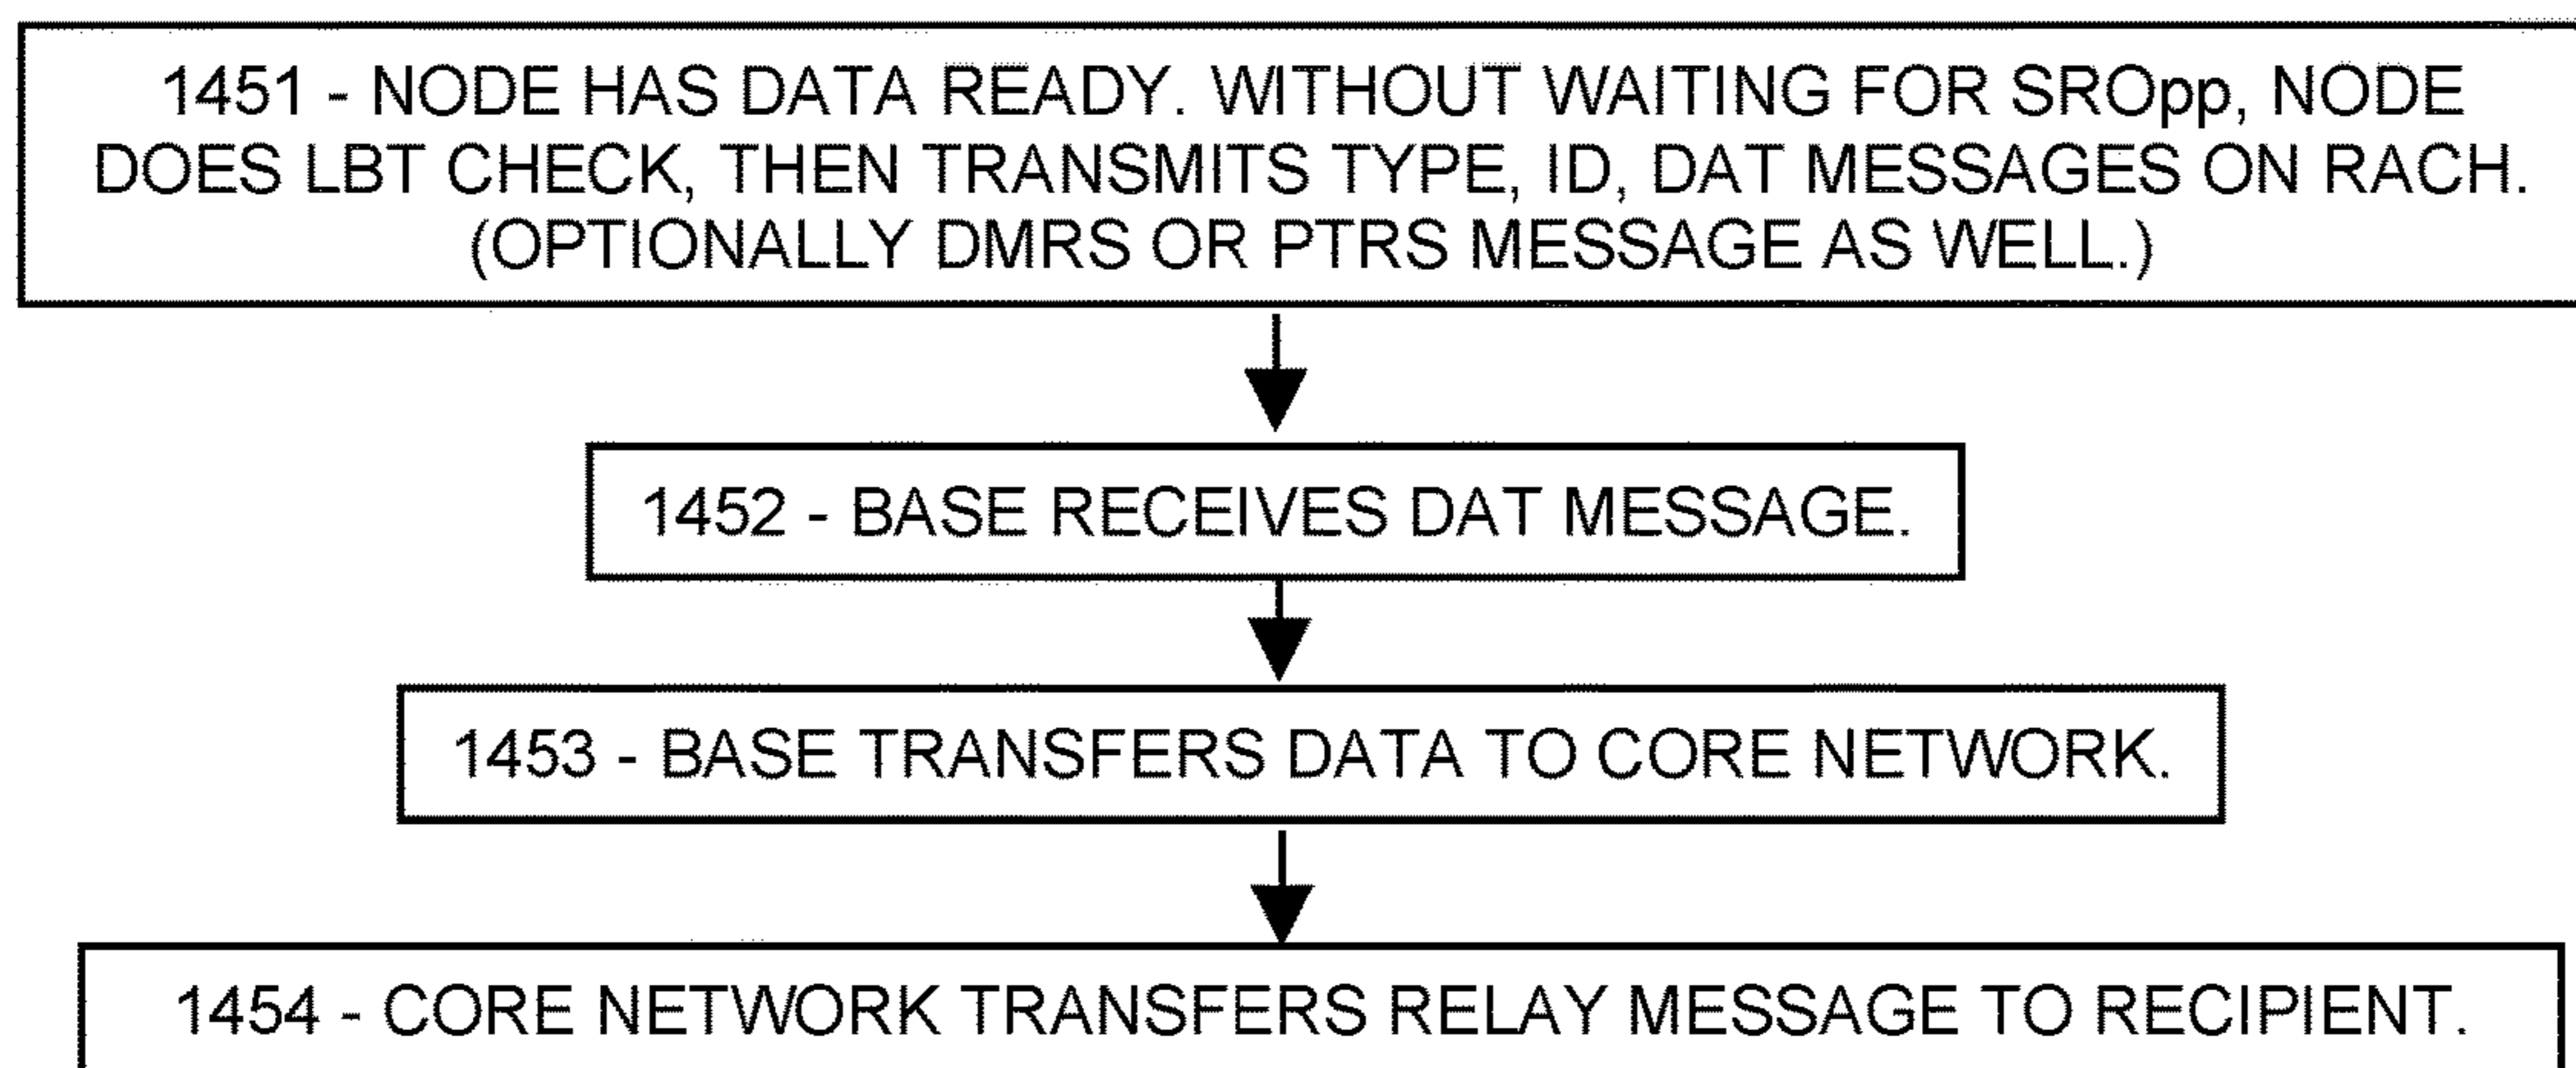 1451 - NODE HAS DATA READY. WITHOUT WAITING FOR SROpp, NODE
DOES LBT CHECK, THEN TRANSMITS TYPE, ID, DAT MESSAGES ON RACH.
(OPTIONALLY DMRS OR PTRS MESSAGE AS WELL.)
1452 - BASE RECEIVES DAT MESSAGE.
1453 - BASE TRANSFERS DATA TO CORE NETWORK.
1454 - CORE NETWORK TRANSFERS RELAY MESSAGE TO RECIPIENT.